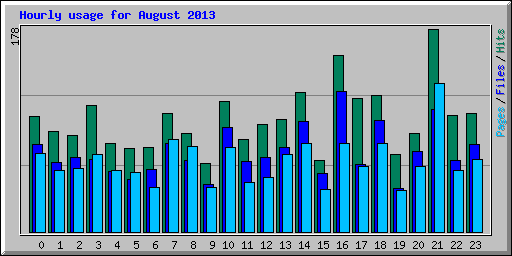 Hourly usage for August 2013
178
Pages / Files / Hits
0 1 2 3 4 5 6 7 8 9 10 11 12 13 14 15 16 17 18 19 20 21 22 23